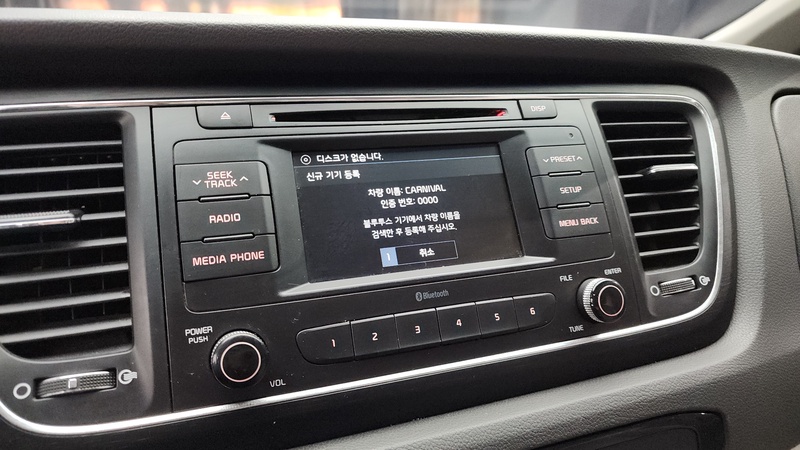 DISP
디스크가 없습니다.
신규 기기 등록
차량 이름: CARNIVAL
인증 번호: 0000
블루투스 기기에서 차량 이름을
검색한 후 등록해 주십시오.
1 취소
SEEK
TRACK
RADIO
MEDIA PHONE
PRESET
SETUP
MENU BACK
Bluetooth
POWER
PUSH
VOL
1 2 3 4 5 6
FILE
ENTER
TUNE